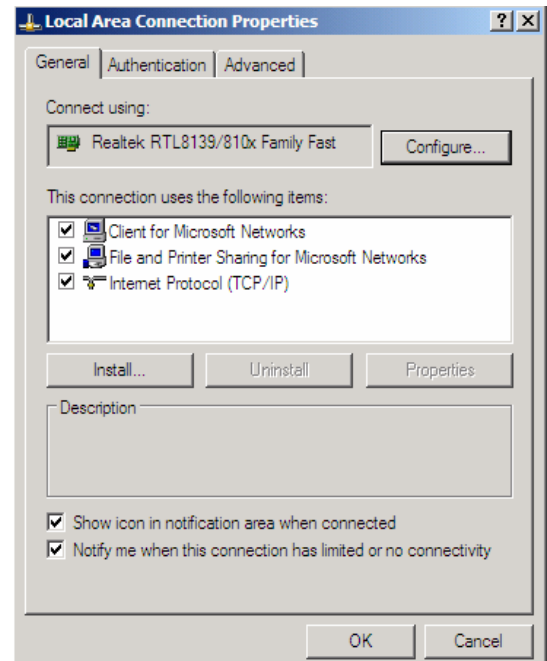 Local Area Connection Properties
General Authentication Advanced
Connect using:
Realtek RTL8139/810x Family Fast Configure...
This connection uses the following items:
Client for Microsoft Networks
File and Printer Sharing for Microsoft Networks
Internet Protocol (TCP/IP)
Install... Uninstall Properties
Description
Show icon in notification area when connected
Notify me when this connection has limited or no connectivity
OK Cancel